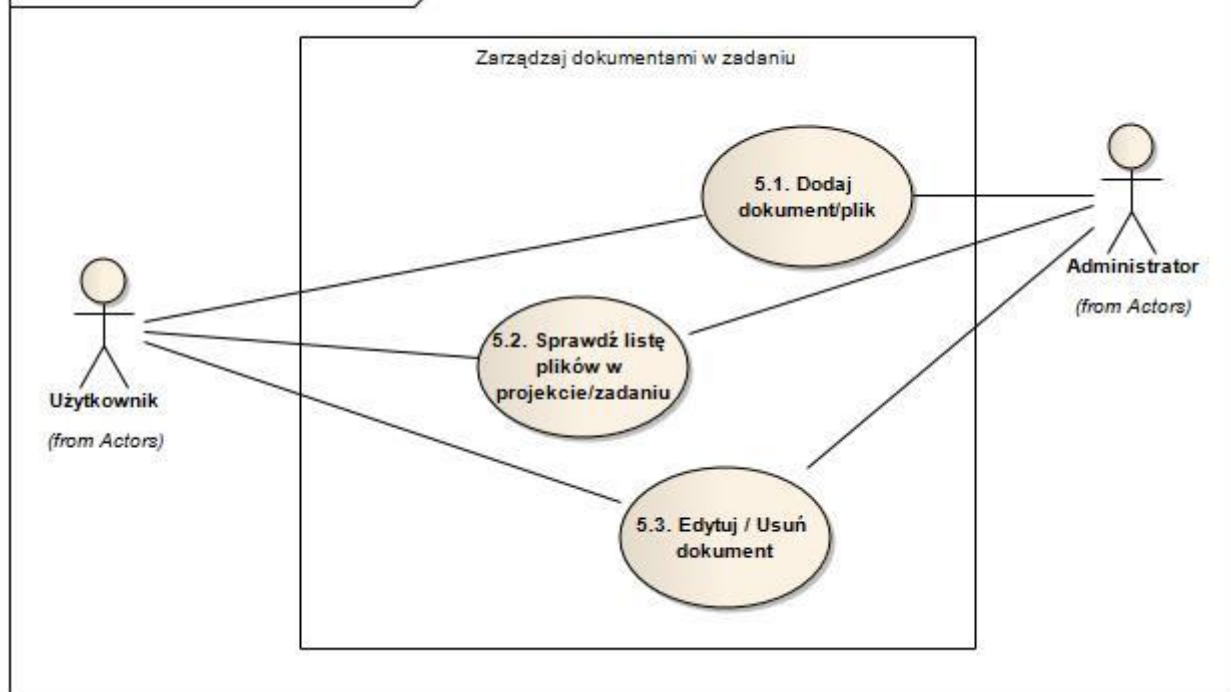 Zarządzaj dokumentami w zadaniu
5.1. Dodaj
dokument/plik
Administrator
(from Actors)
5.2. Sprawdź listę
plików w
projekcie/zadaniu
Użytkownik
(from Actors)
5.3. Edytuj / Usuń
dokument